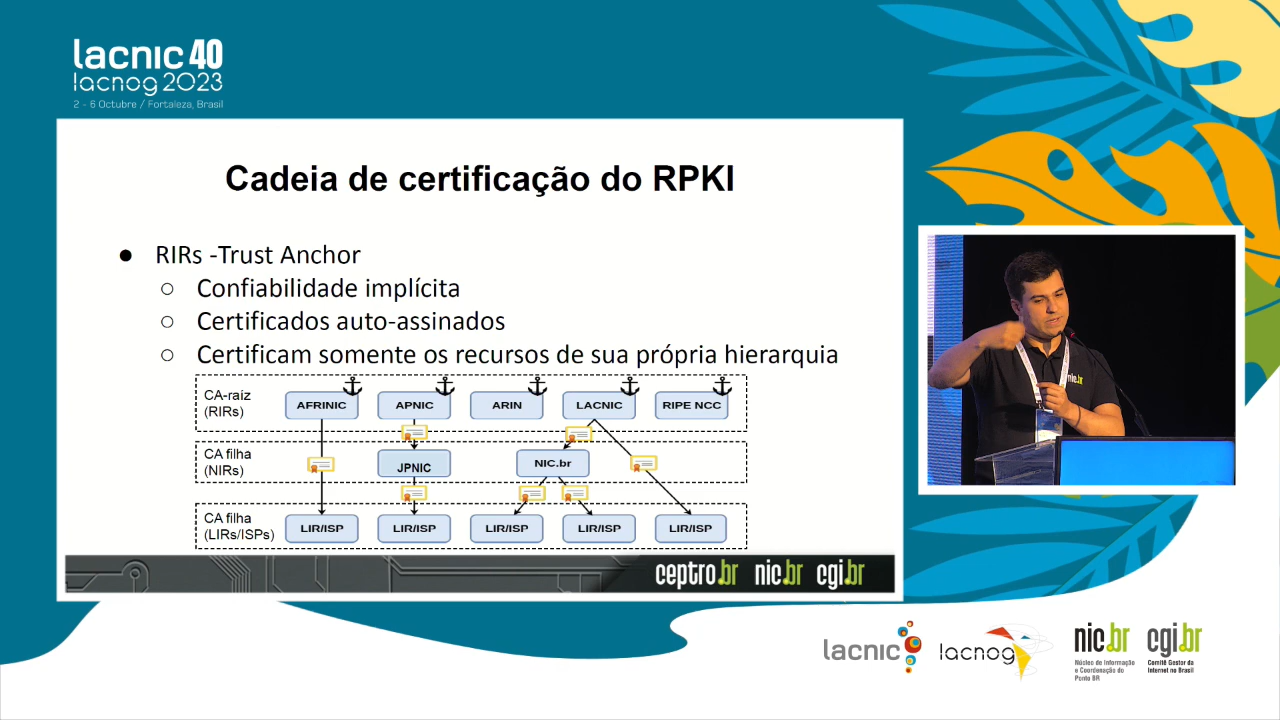 lacnic 40
lacnog 2023
2 - 6 Octubre / Fortaleza, Brasil
Cadeia de certificação do RPKI
● RIRs -Trust Anchor
○ Confiabilidade implícita
○ Certificados auto-assinados
○ Certificam somente os recursos de sua própria hierarquia
CA-raíz
(RIRs)
AFRINIC
APNIC
ARIN
LACNIC
RIPE NCC
CA filha
(NIRs)
JPNIC
NIC.br
CA filha
(LIRs/ISPs)
LIR/ISP
LIR/ISP
LIR/ISP
LIR/ISP
LIR/ISP
ceptro.br nic.br cgi.br
nic.br
lacnic
lacnog
nic.br
Núcleo de Informação
e Coordenação do
Ponto BR
cgi.br
Comitê Gestor da
Internet no Brasil